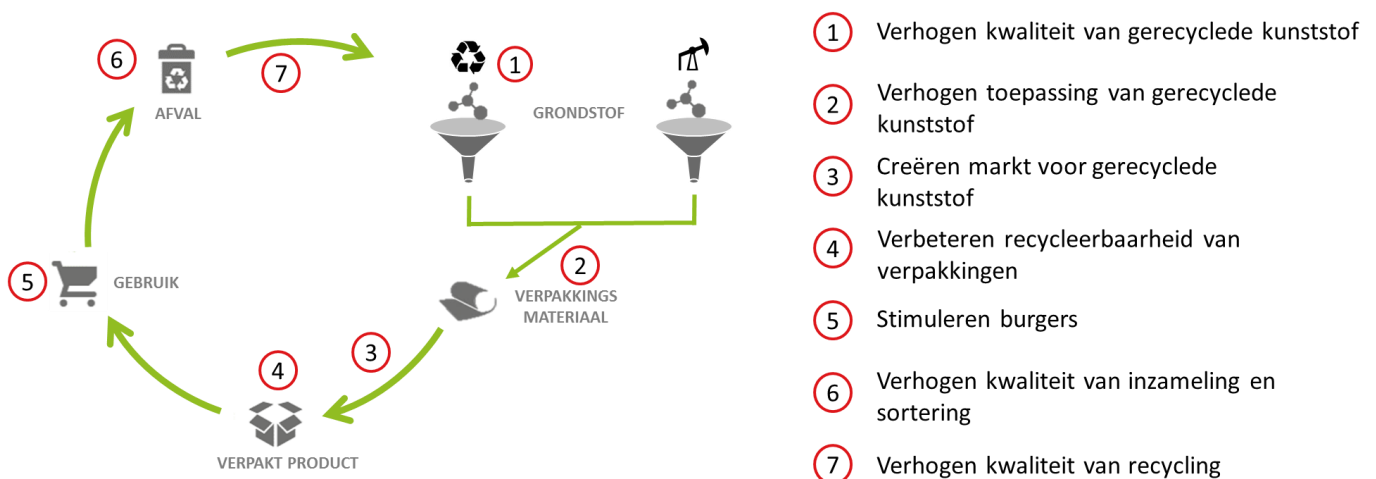 6
7
1
AFVAL
GRONDSTOF
2
5
GEBRUIK
VERPAKKINGS
MATERIAAL
3
4
VERPAKT PRODUCT
1 Verhogen kwaliteit van gerecyclede kunststof
2 Verhogen toepassing van gerecyclede
kunststof
3 Creëren markt voor gerecyclede
kunststof
4 Verbeteren recycleerbaarheid van
verpakkingen
5 Stimuleren burgers
6 Verhogen kwaliteit van inzameling en
sortering
7 Verhogen kwaliteit van recycling